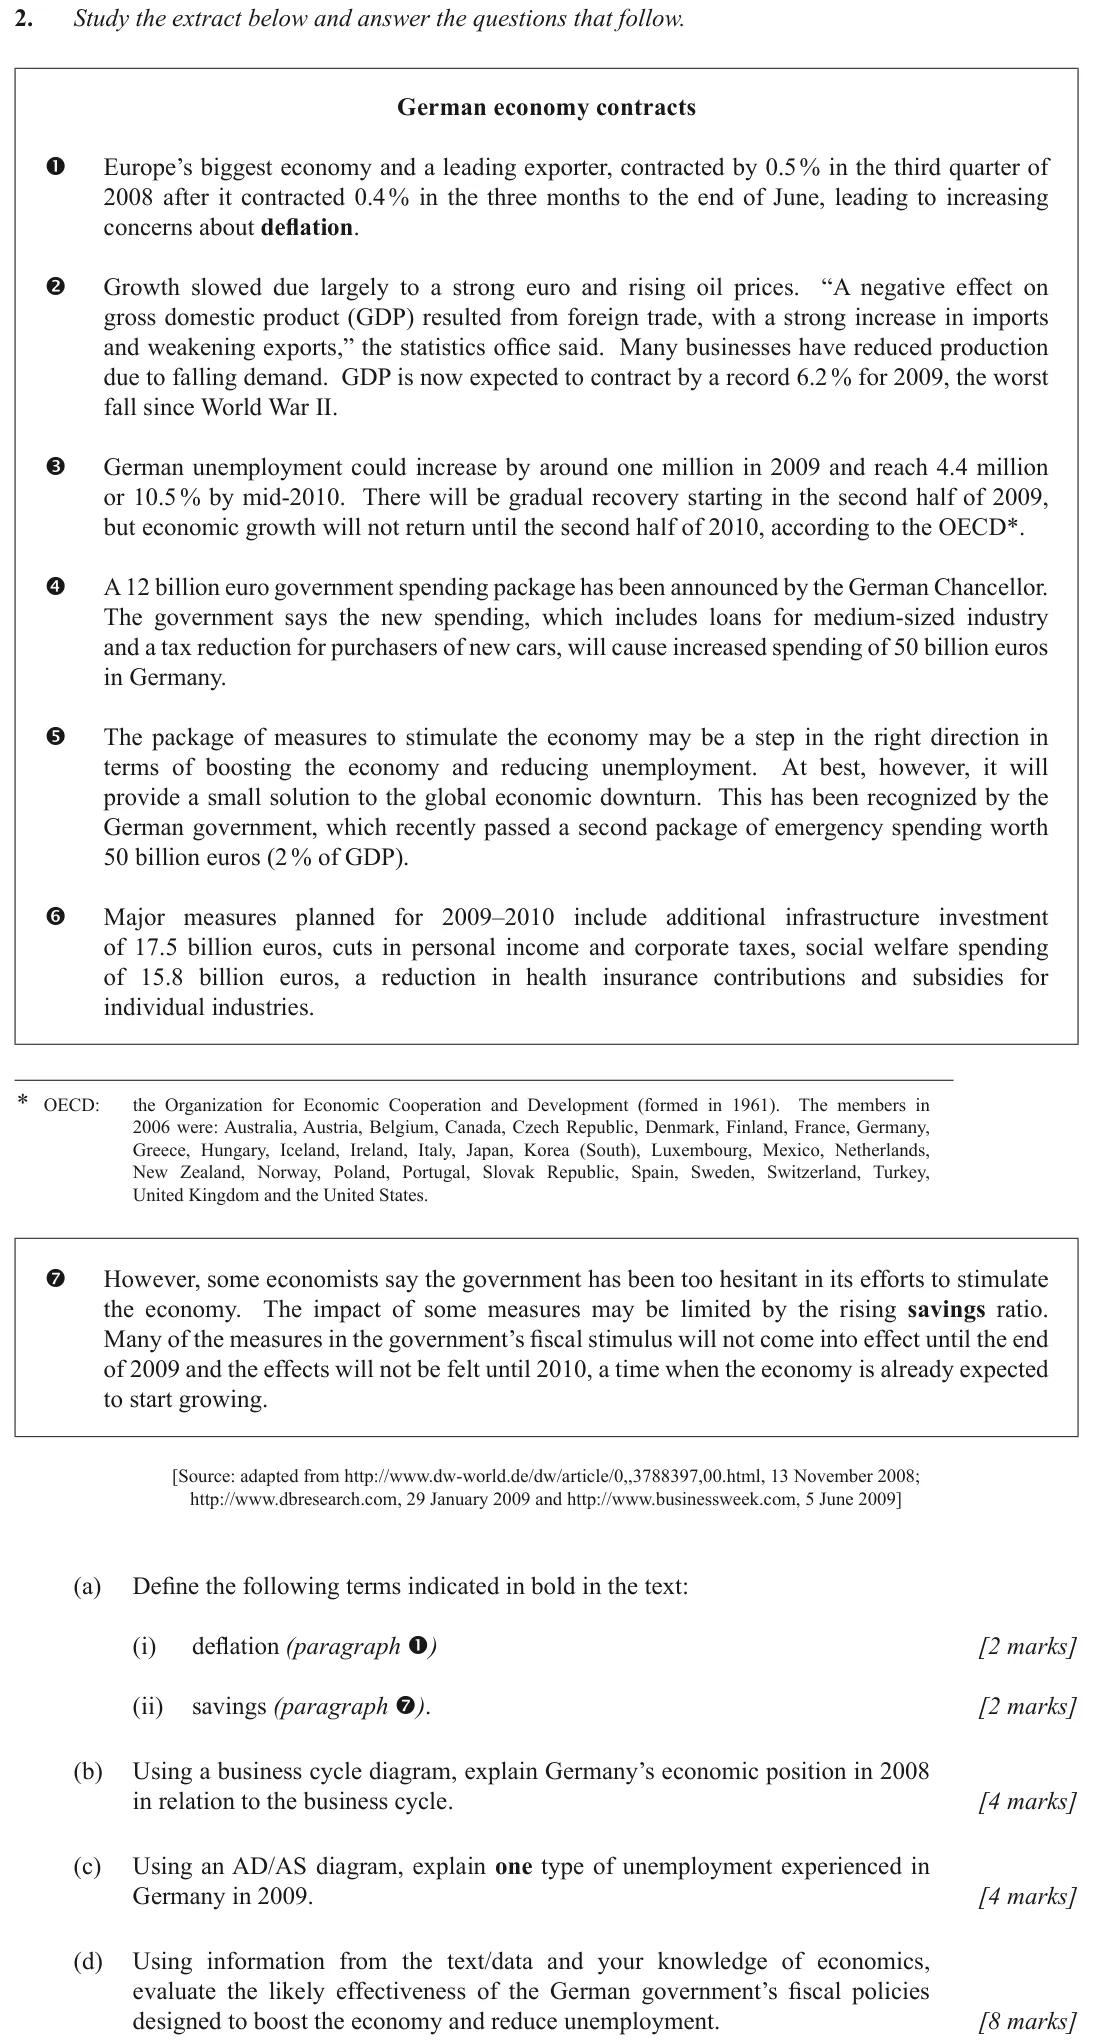 2. Study the extract below and answer the questions that follow.
German economy contracts
❶ Europe’s biggest economy and a leading exporter, contracted by 0.5% in the third quarter of
2008 after it contracted 0.4% in the three months to the end of June, leading to increasing
concerns about deflation.
❷ Growth slowed due largely to a strong euro and rising oil prices. “A negative effect on
gross domestic product (GDP) resulted from foreign trade, with a strong increase in imports
and weakening exports,” the statistics office said. Many businesses have reduced production
due to falling demand. GDP is now expected to contract by a record 6.2% for 2009, the worst
fall since World War II.
❸ German unemployment could increase by around one million in 2009 and reach 4.4 million
or 10.5% by mid-2010. There will be gradual recovery starting in the second half of 2009,
but economic growth will not return until the second half of 2010, according to the OECD*.
❹ A 12 billion euro government spending package has been announced by the German Chancellor.
The government says the new spending, which includes loans for medium-sized industry
and a tax reduction for purchasers of new cars, will cause increased spending of 50 billion euros
in Germany.
❺ The package of measures to stimulate the economy may be a step in the right direction in
terms of boosting the economy and reducing unemployment. At best, however, it will
provide a small solution to the global economic downturn. This has been recognized by the
German government, which recently passed a second package of emergency spending worth
50 billion euros (2% of GDP).
❻ Major measures planned for 2009–2010 include additional infrastructure investment
of 17.5 billion euros, cuts in personal income and corporate taxes, social welfare spending
of 15.8 billion euros, a reduction in health insurance contributions and subsidies for
individual industries.
* OECD: the Organization for Economic Cooperation and Development (formed in 1961). The members in
2006 were: Australia, Austria, Belgium, Canada, Czech Republic, Denmark, Finland, France, Germany,
Greece, Hungary, Iceland, Ireland, Italy, Japan, Korea (South), Luxembourg, Mexico, Netherlands,
New Zealand, Norway, Poland, Portugal, Slovak Republic, Spain, Sweden, Switzerland, Turkey,
United Kingdom and the United States.
❼ However, some economists say the government has been too hesitant in its efforts to stimulate
the economy. The impact of some measures may be limited by the rising savings ratio.
Many of the measures in the government’s fiscal stimulus will not come into effect until the end
of 2009 and the effects will not be felt until 2010, a time when the economy is already expected
to start growing.
[Source: adapted from http://www.dw-world.de/dw/article/0,,3788397,00.html, 13 November 2008;
http://www.dbresearch.com, 29 January 2009 and http://www.businessweek.com, 5 June 2009]
(a) Define the following terms indicated in bold in the text:
(i) deflation (paragraph ❶) [2 marks]
(ii) savings (paragraph ❼). [2 marks]
(b) Using a business cycle diagram, explain Germany’s economic position in 2008
in relation to the business cycle. [4 marks]
(c) Using an AD/AS diagram, explain one type of unemployment experienced in
Germany in 2009. [4 marks]
(d) Using information from the text/data and your knowledge of economics,
evaluate the likely effectiveness of the German government’s fiscal policies
designed to boost the economy and reduce unemployment. [8 marks]